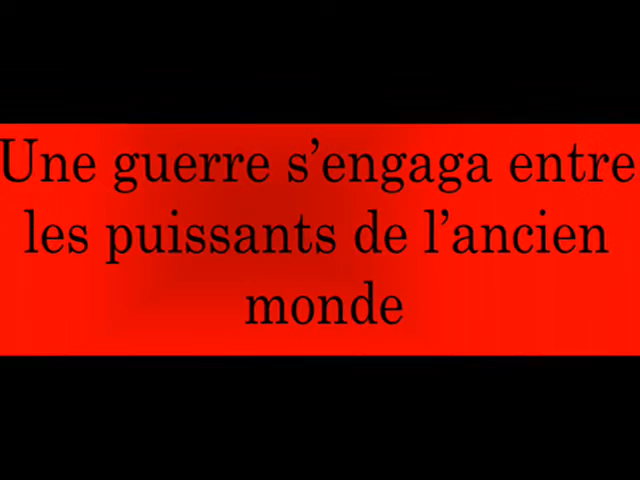 Une guerre s’engaga entre
les puissants de l’ancien
monde